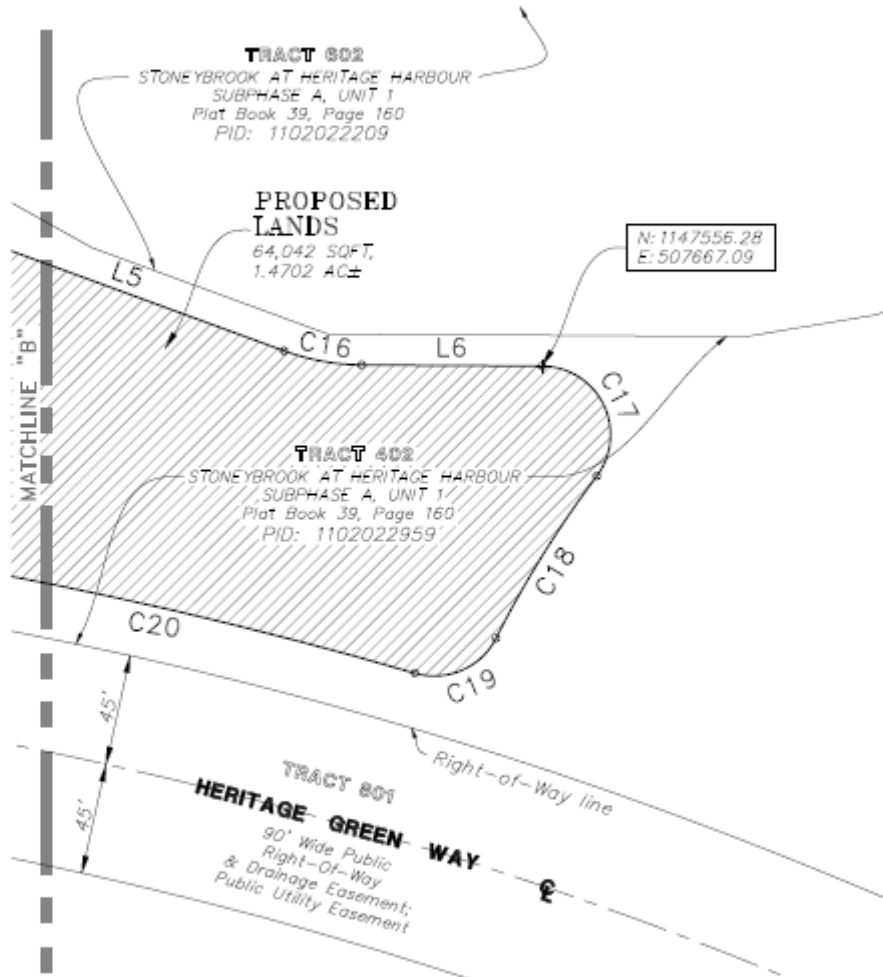 TRACT 602
STONEYBROOK AT HERITAGE HARBOUR
SUBPHASE A, UNIT 1
Plat Book 39, Page 160
PID: 1102022209
PROPOSED
LANDS
64,042 SQFT,
1.4702 AC±
N: 1147556.28
E: 507667.09
L5
C16
L6
C17
MATCHLINE "B"
TRACT 402
STONEYBROOK AT HERITAGE HARBOUR
SUBPHASE A, UNIT 1
Plat Book 39, Page 160
PID: 1102022959
C18
C20
C19
45'
45'
Right-of-Way line
TRACT 801
HERITAGE GREEN WAY
90' Wide Public
Right-Of-Way
& Drainage Easement;
Public Utility Easement
℄